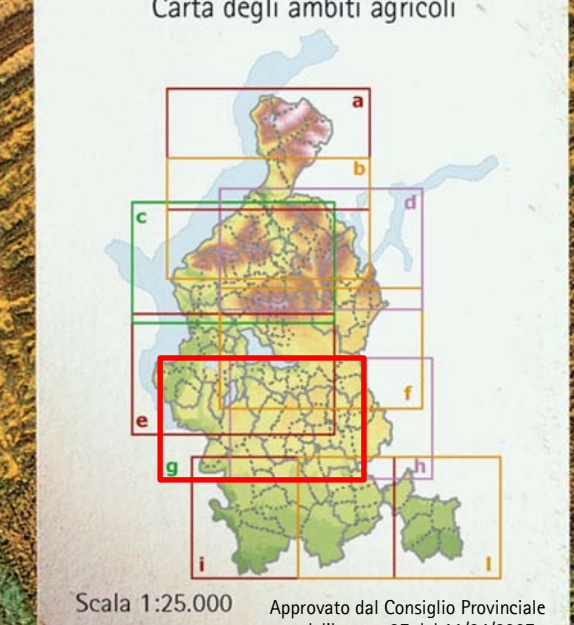 Carta degli ambiti agricoli
a
b
c
d
e
f
g
h
i
l
Scala 1:25.000
Approvato dal Consiglio Provinciale